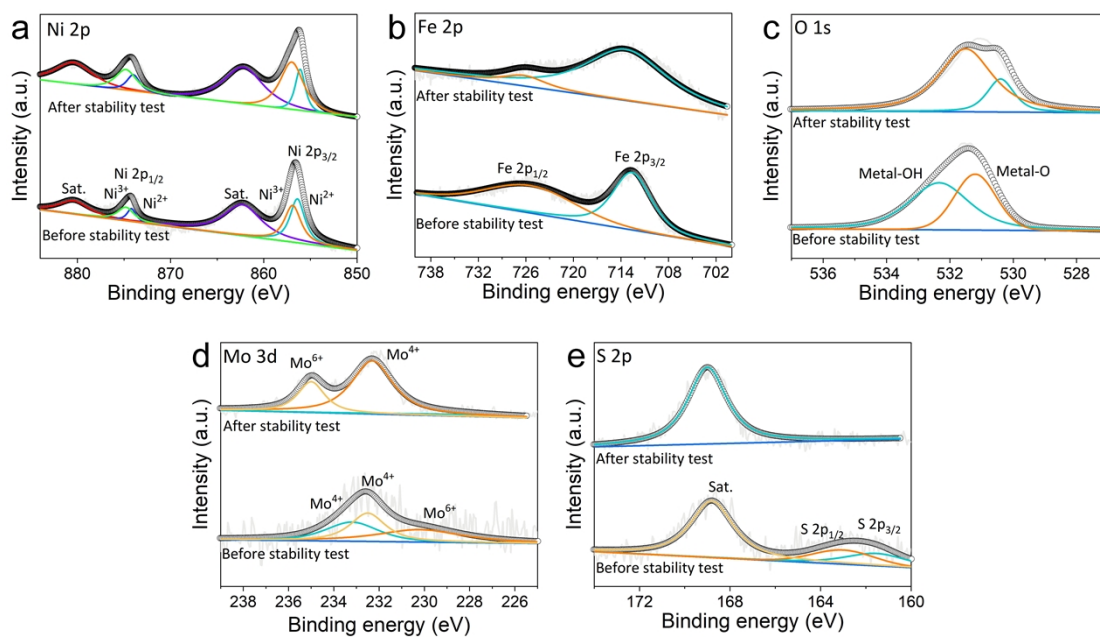 a
Ni 2p
After stability test
Ni 2p3/2
Ni 2p1/2
Sat.
Ni3+
Ni2+
Sat.
Ni3+
Ni2+
Before stability test
880 870 860 850
Binding energy (eV)
Intensity (a.u.)
b
Fe 2p
After stability test
Fe 2p1/2
Fe 2p3/2
Before stability test
738 732 726 720 714 708 702
Binding energy (eV)
Intensity (a.u.)
c
O 1s
After stability test
Metal-OH
Metal-O
Before stability test
536 534 532 530 528
Binding energy (eV)
Intensity (a.u.)
d
Mo 3d
Mo6+
Mo4+
After stability test
Mo4+
Mo4+
Mo6+
Before stability test
238 236 234 232 230 228 226
Binding energy (eV)
Intensity (a.u.)
e
S 2p
After stability test
Sat.
S 2p1/2
S 2p3/2
Before stability test
172 168 164 160
Binding energy (eV)
Intensity (a.u.)